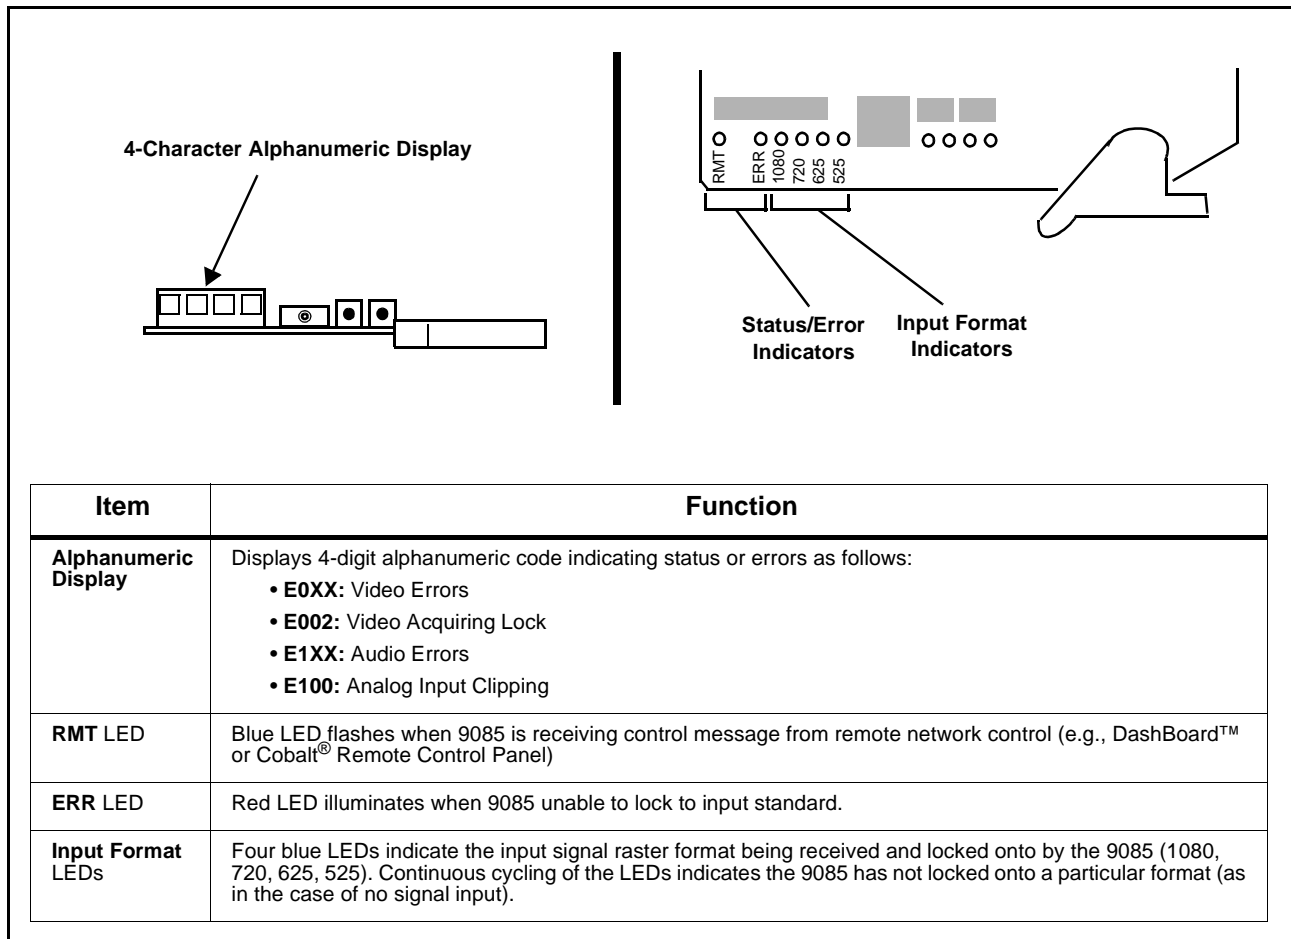 4-Character Alphanumeric Display
RMT
ERR
1080
720
625
525
Status/Error
Indicators
Input Format
Indicators
Item
Function
Alphanumeric
Display
Displays 4-digit alphanumeric code indicating status or errors as follows:
• E0XX: Video Errors
• E002: Video Acquiring Lock
• E1XX: Audio Errors
• E100: Analog Input Clipping
RMT LED
Blue LED flashes when 9085 is receiving control message from remote network control (e.g., DashBoard™
or Cobalt® Remote Control Panel)
ERR LED
Red LED illuminates when 9085 unable to lock to input standard.
Input Format
LEDs
Four blue LEDs indicate the input signal raster format being received and locked onto by the 9085 (1080,
720, 625, 525). Continuous cycling of the LEDs indicates the 9085 has not locked onto a particular format (as
in the case of no signal input).